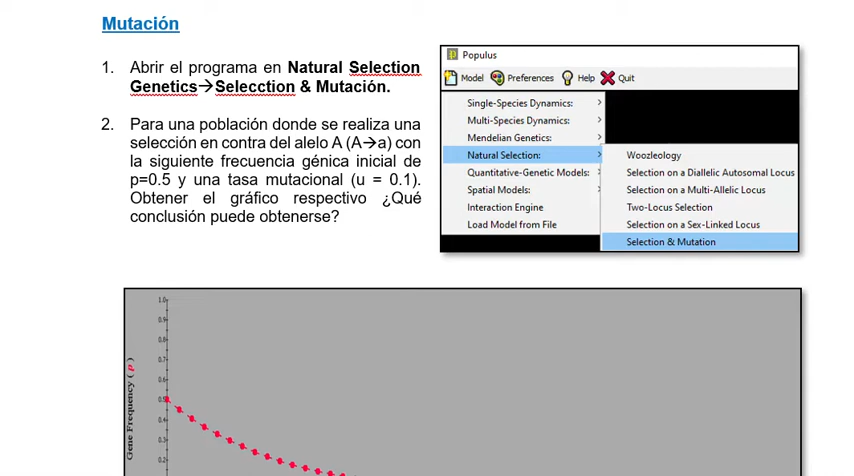 Mutación
1. Abrir el programa en Natural Selection
Genetics→Selecction & Mutación.
2. Para una población donde se realiza una
selección en contra del alelo A (A→a) con
la siguiente frecuencia génica inicial de
p=0.5 y una tasa mutacional (u = 0.1).
Obtener el gráfico respectivo ¿Qué
conclusión puede obtenerse?
Populus
Model Preferences Help Quit
Single-Species Dynamics:
Multi-Species Dynamics:
Mendelian Genetics:
Natural Selection:
Quantitative-Genetic Models:
Spatial Models:
Interaction Engine
Load Model from File
Woozleology
Selection on a Diallelic Autosomal Locus
Selection on a Multi-Allelic Locus
Two-Locus Selection
Selection on a Sex-Linked Locus
Selection & Mutation
1.0
0.9
0.8
0.7
0.6
0.5
0.4
0.3
0.2
Gene Frequency ( p )